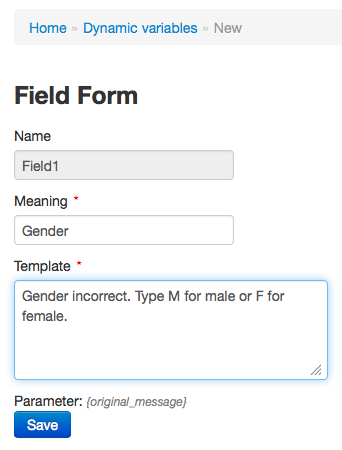 Home » Dynamic variables » New
Field Form
Name
Field1
Meaning *
Gender
Template *
Gender incorrect. Type M for male or F for
female.
Parameter: {original_message}
Save